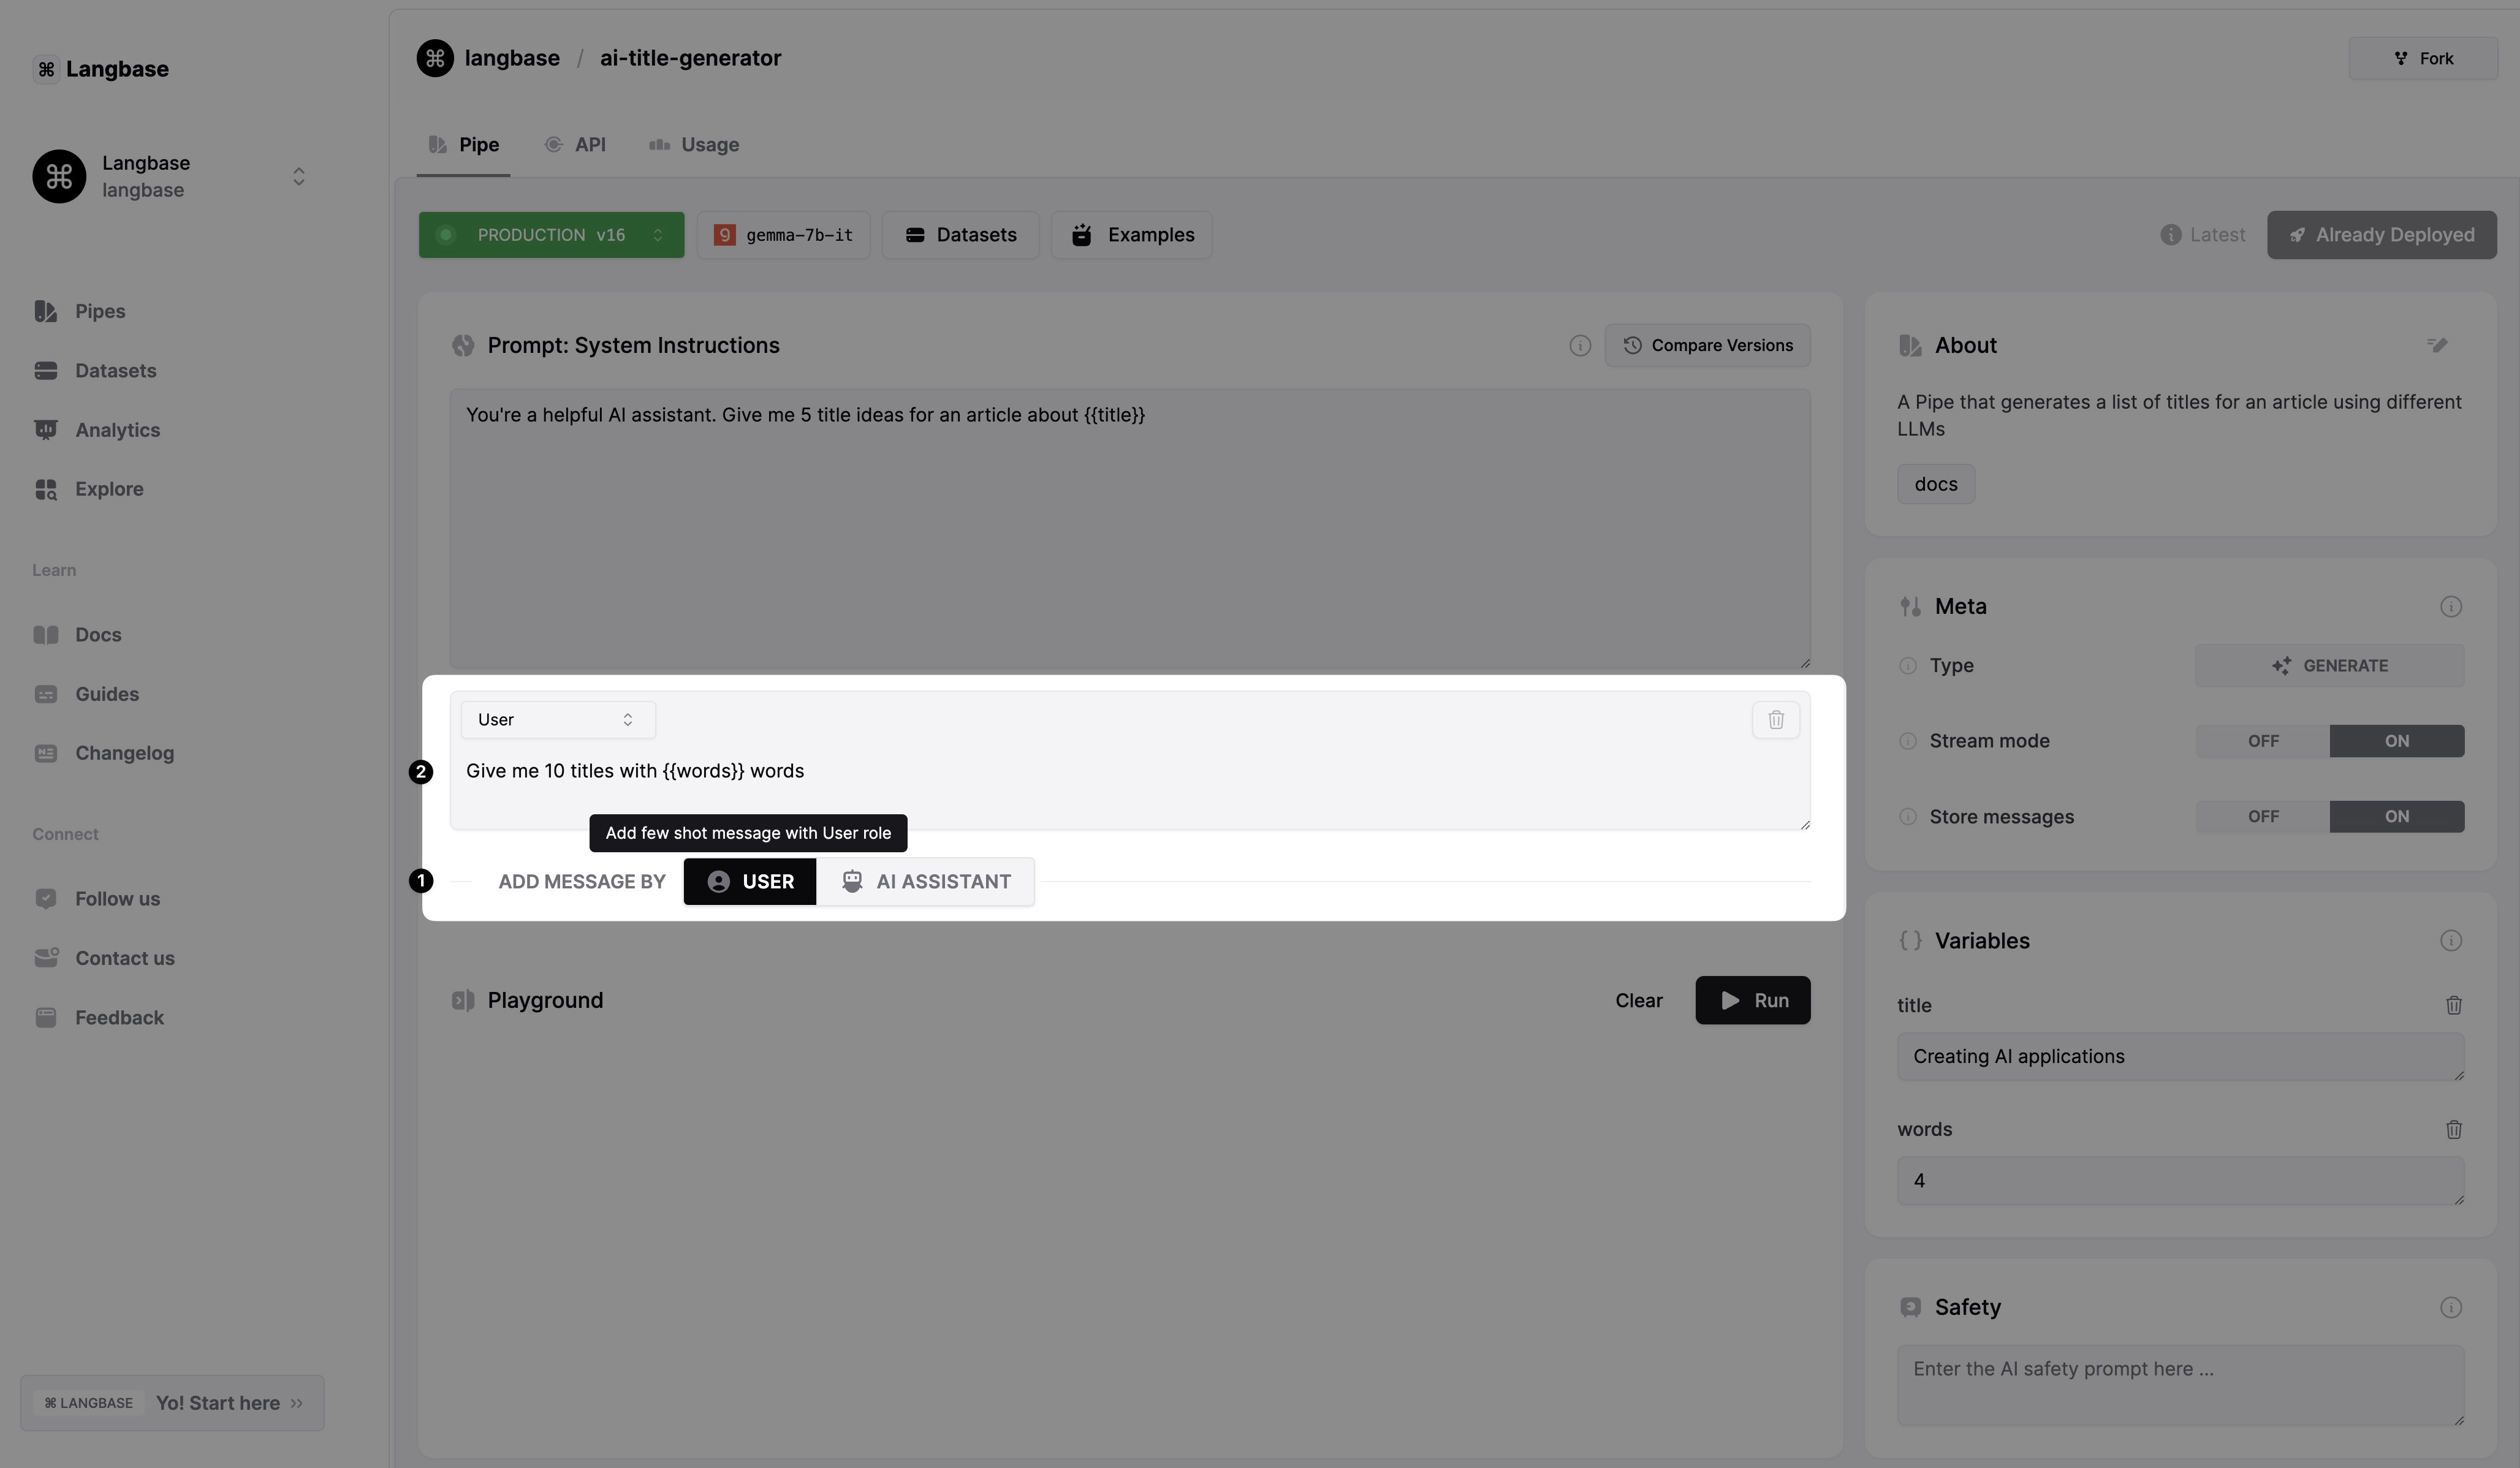 Langbase
Langbase
langbase
Pipes
Datasets
Analytics
Explore
Learn
Docs
Guides
Changelog
Connect
Follow us
Contact us
Feedback
⌘ LANGBASE Yo! Start here
langbase / ai-title-generator
Fork
Pipe API Usage
PRODUCTION v16
9 gemma-7b-it
Datasets
Examples
Latest
Already Deployed
Prompt: System Instructions
Compare Versions
You're a helpful AI assistant. Give me 5 title ideas for an article about {{title}}
User
2
Give me 10 titles with {{words}} words
Add few shot message with User role
1
ADD MESSAGE BY USER AI ASSISTANT
Playground
Clear
Run
About
A Pipe that generates a list of titles for an article using different
LLMs
docs
Meta
Type GENERATE
Stream mode OFF ON
Store messages OFF ON
Variables
title
Creating AI applications
words
4
Safety
Enter the AI safety prompt here ...